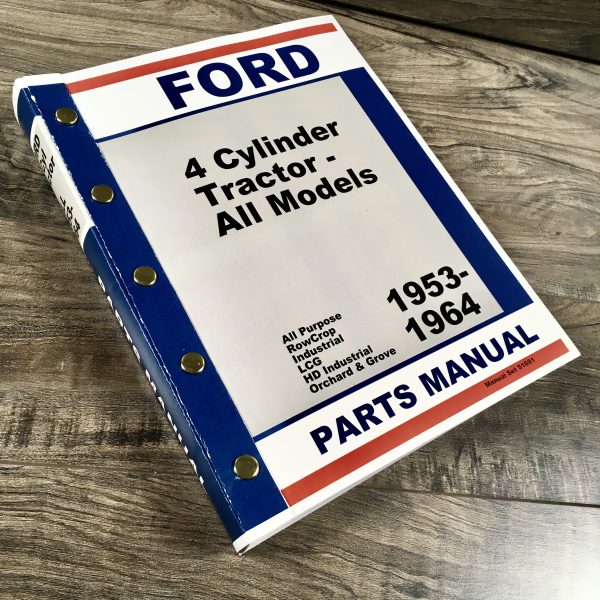 FORD
4 Cylinder
Tractor -
All Models
1953-
1964
All Purpose
RowCrop
Industrial
LCG
HD Industrial
Orchard & Grove
PARTS MANUAL
Manual Set 51691